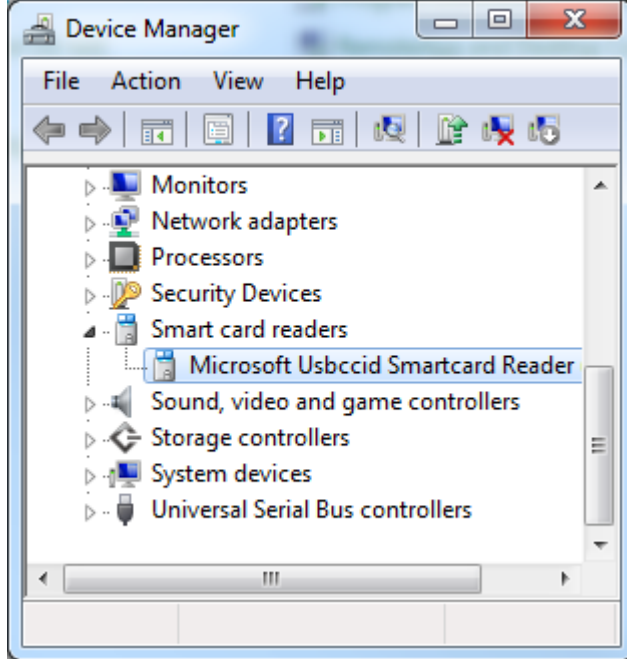 Device Manager
File Action View Help
Monitors
Network adapters
Processors
Security Devices
Smart card readers
Microsoft Usbccid Smartcard Reader
Sound, video and game controllers
Storage controllers
System devices
Universal Serial Bus controllers